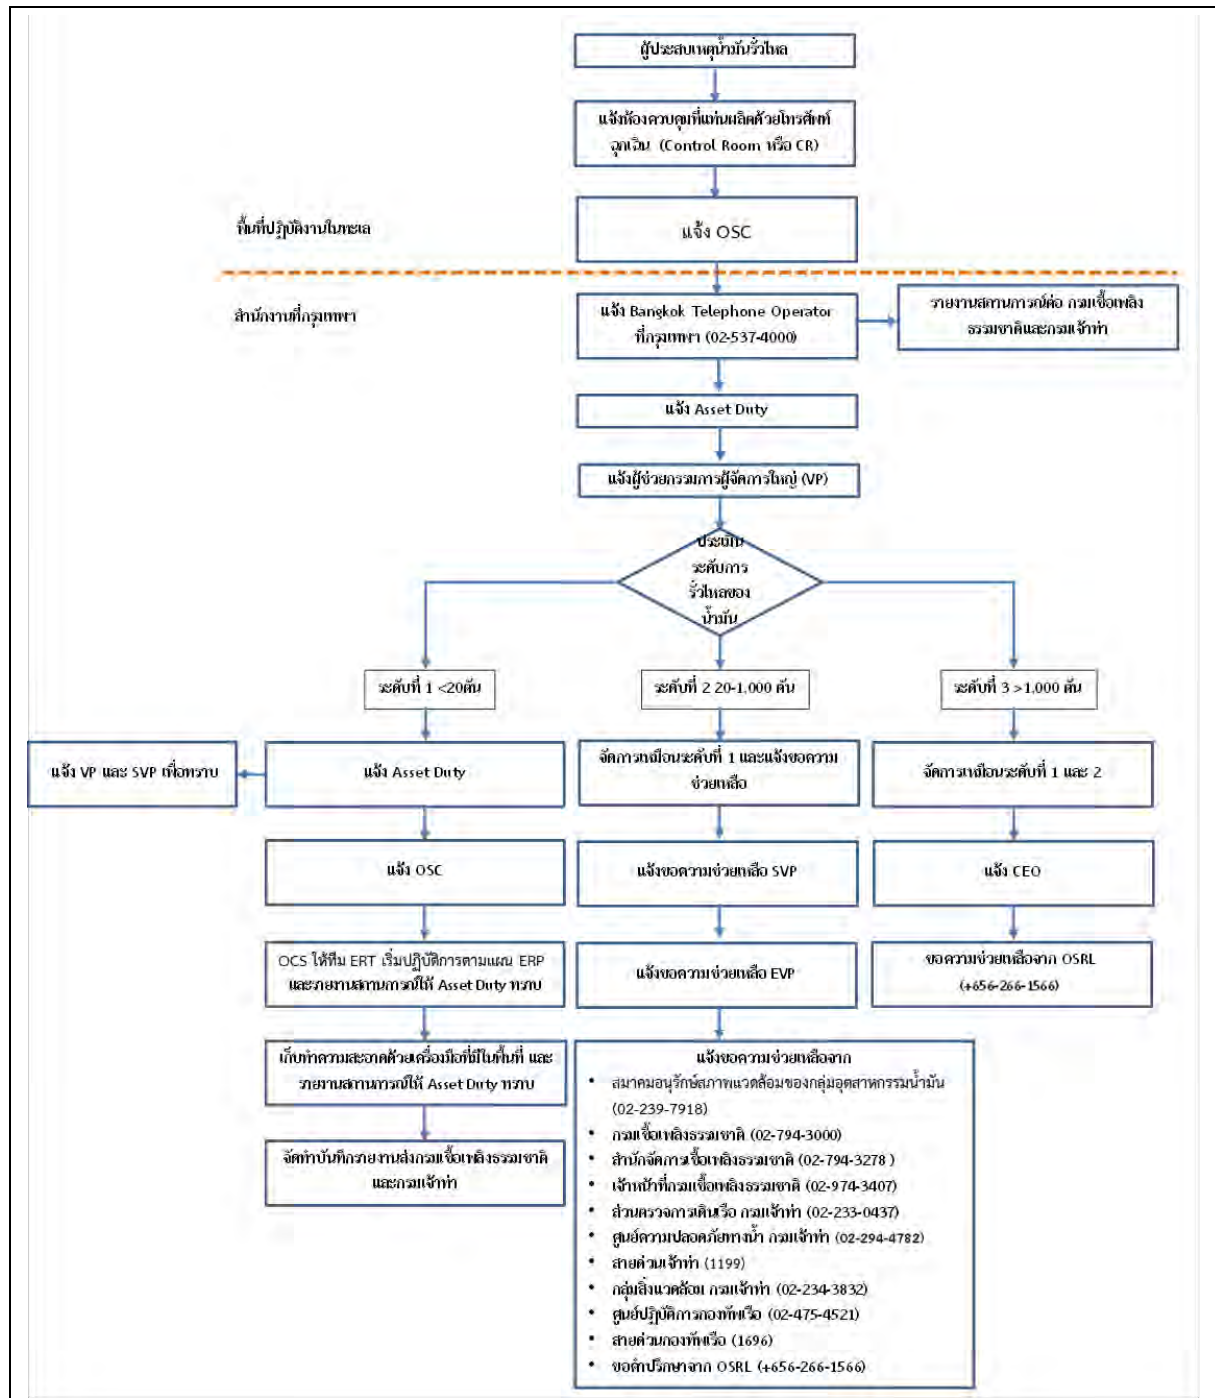 ผู้ประสบเหตุน้ำมันรั่วไหล
แจ้งห้องควบคุมที่แท่นผลิตด้วยโทรศัพท์
ฉุกเฉิน (Control Room หรือ CR)
แจ้ง OSC
พื้นที่ปฏิบัติงานในทะเล
สำนักงานที่กรุงเทพฯ
แจ้ง Bangkok Telephone Operator
ที่กรุงเทพฯ (02-537-4000)
รายงานสถานการณ์ต่อ กรมเชื้อเพลิง
ธรรมชาติและกรมเจ้าท่า
แจ้ง Asset Duty
แจ้งผู้ช่วยกรรมการผู้จัดการใหญ่ (VP)
ประเมิน
ระดับการ
รั่วไหลของ
น้ำมัน
ระดับที่ 1 <20ตัน
ระดับที่ 2 20-1,000 ตัน
ระดับที่ 3 >1,000 ตัน
แจ้ง VP และ SVP เพื่อทราบ
แจ้ง Asset Duty
จัดการเหมือนระดับที่ 1 และแจ้งขอความ
ช่วยเหลือ
จัดการเหมือนระดับที่ 1 และ 2
แจ้ง OSC
แจ้งขอความช่วยเหลือ SVP
แจ้ง CEO
OCS ให้ทีม ERT เริ่มปฏิบัติการตามแผน ERP
และรายงานสถานการณ์ให้ Asset Duty ทราบ
แจ้งขอความช่วยเหลือ EVP
ขอความช่วยเหลือจาก OSRL
(+656-266-1566)
เก็บทำความสะอาดด้วยเครื่องมือที่มีในพื้นที่ และ
รายงานสถานการณ์ให้ Asset Duty ทราบ
จัดทำบันทึกรายงานส่งกรมเชื้อเพลิงธรรมชาติ
และกรมเจ้าท่า
แจ้งขอความช่วยเหลือจาก
• สมาคมอนุรักษ์สภาพแวดล้อมของกลุ่มอุตสาหกรรมน้ำมัน
(02-239-7918)
• กรมเชื้อเพลิงธรรมชาติ (02-794-3000)
• สำนักจัดการเชื้อเพลิงธรรมชาติ (02-794-3278 )
• เจ้าหน้าที่กรมเชื้อเพลิงธรรมชาติ (02-974-3407)
• ส่วนตรวจการเดินเรือ กรมเจ้าท่า (02-233-0437)
• ศูนย์ความปลอดภัยทางน้ำ กรมเจ้าท่า (02-294-4782)
• สายด่วนเจ้าท่า (1199)
• กลุ่มสิ่งแวดล้อม กรมเจ้าท่า (02-234-3832)
• ศูนย์ปฏิบัติการกองทัพเรือ (02-475-4521)
• สายด่วนกองทัพเรือ (1696)
• ขอคำปรึกษาจาก OSRL (+656-266-1566)